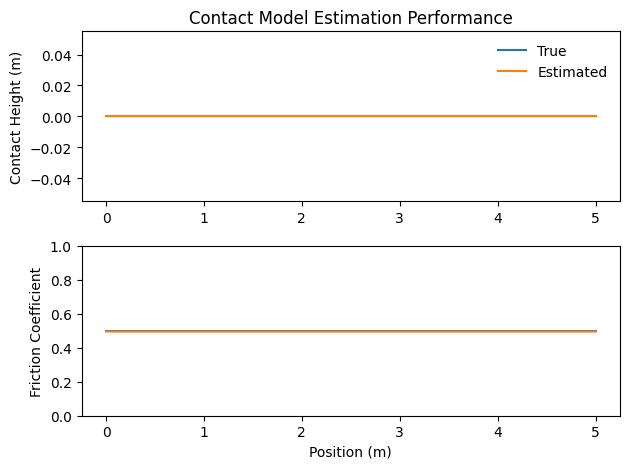 Contact Model Estimation Performance
Contact Height (m)
0.04
0.02
0.00
−0.02
−0.04
True
Estimated
0 1 2 3 4 5
Friction Coefficient
1.0
0.8
0.6
0.4
0.2
0.0
0 1 2 3 4 5
Position (m)